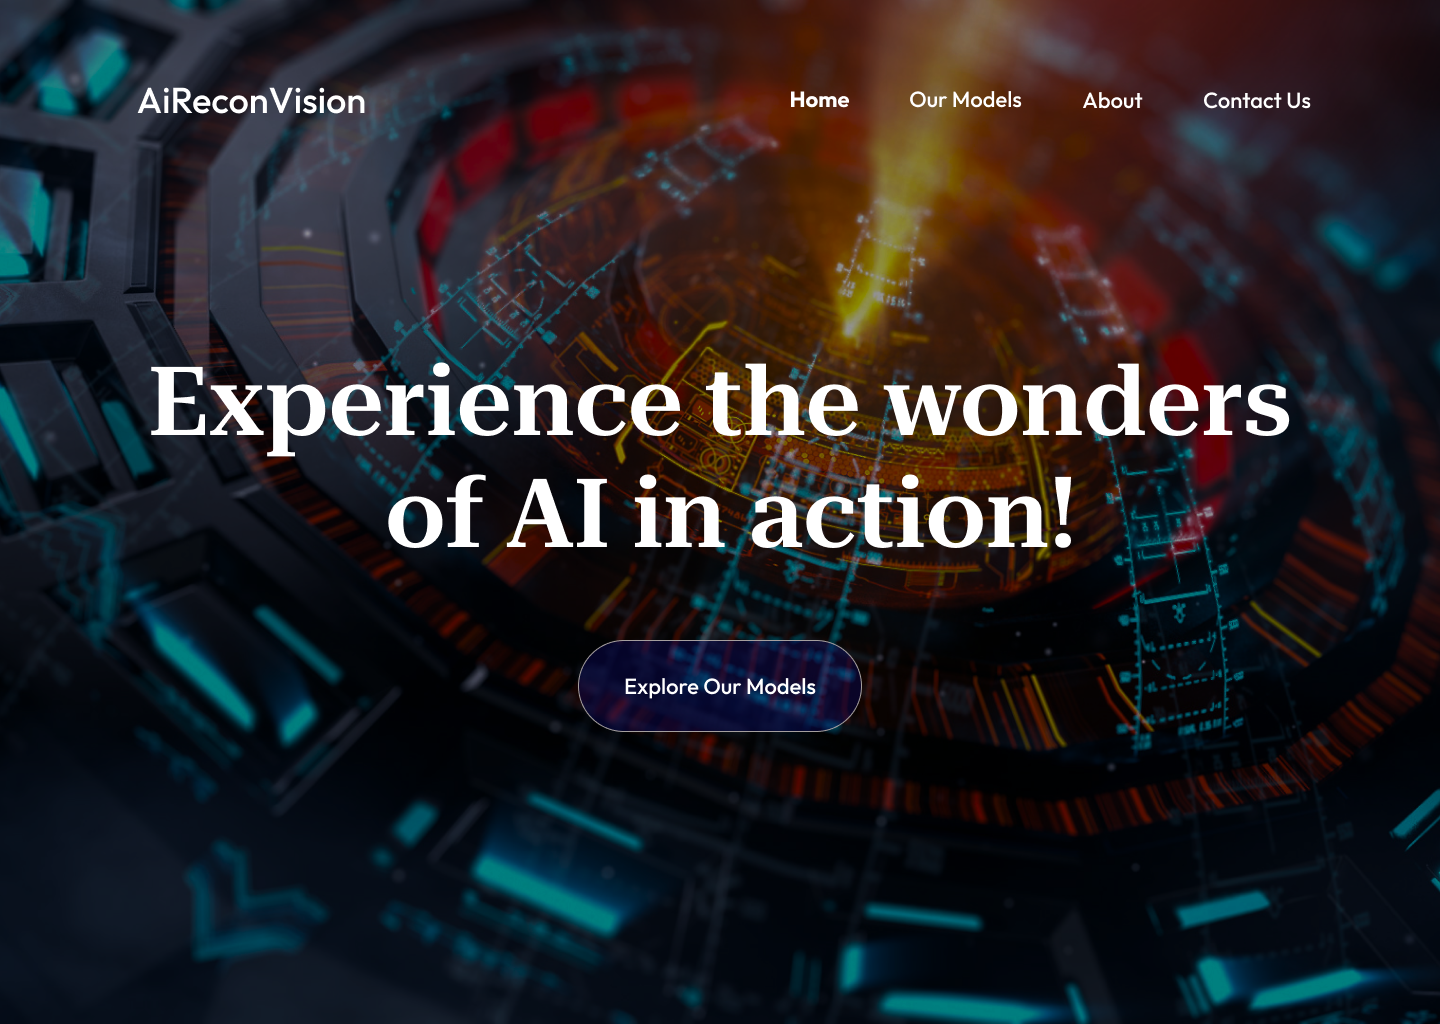 AiReconVision
Home Our Models About Contact Us
Experience the wonders
of AI in action!
Explore Our Models